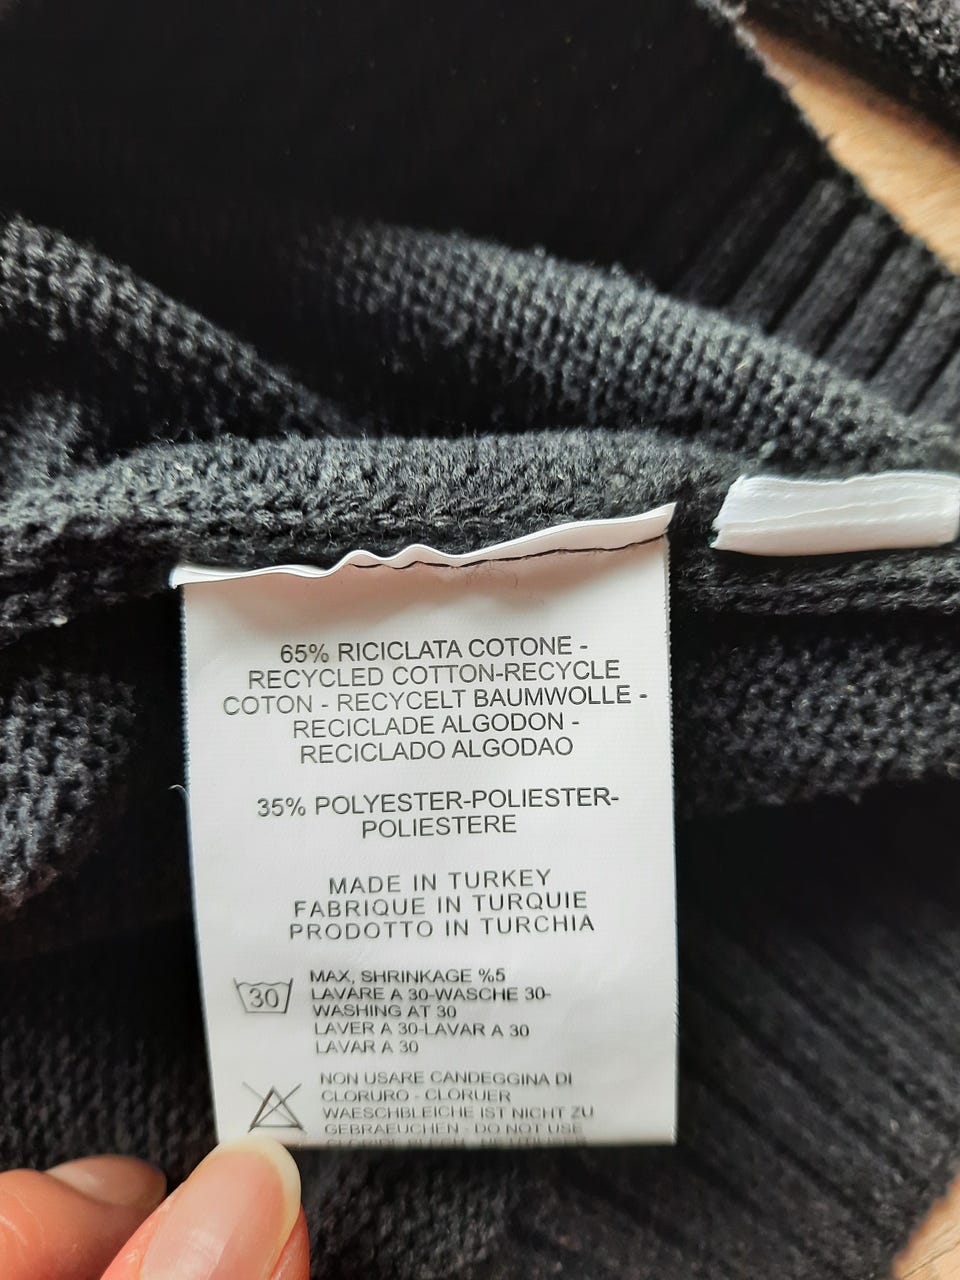 65% RICICLATA COTONE -
RECYCLED COTTON-RECYCLE
COTON - RECYCELT BAUMWOLLE -
RECICLADE ALGODON -
RECICLADO ALGODAO
35% POLYESTER-POLIESTER-
POLIESTERE
MADE IN TURKEY
FABRIQUE IN TURQUIE
PRODOTTO IN TURCHIA
30
MAX, SHRINKAGE %5
LAVARE A 30-WASCHE 30-
WASHING AT 30
LAVER A 30-LAVAR A 30
LAVAR A 30
NON USARE CANDEGGINA DI
CLORURO - CLORUER
WAESCHBLEICHE IST NICHT ZU
GEBRAEUCHEN - DO NOT USE